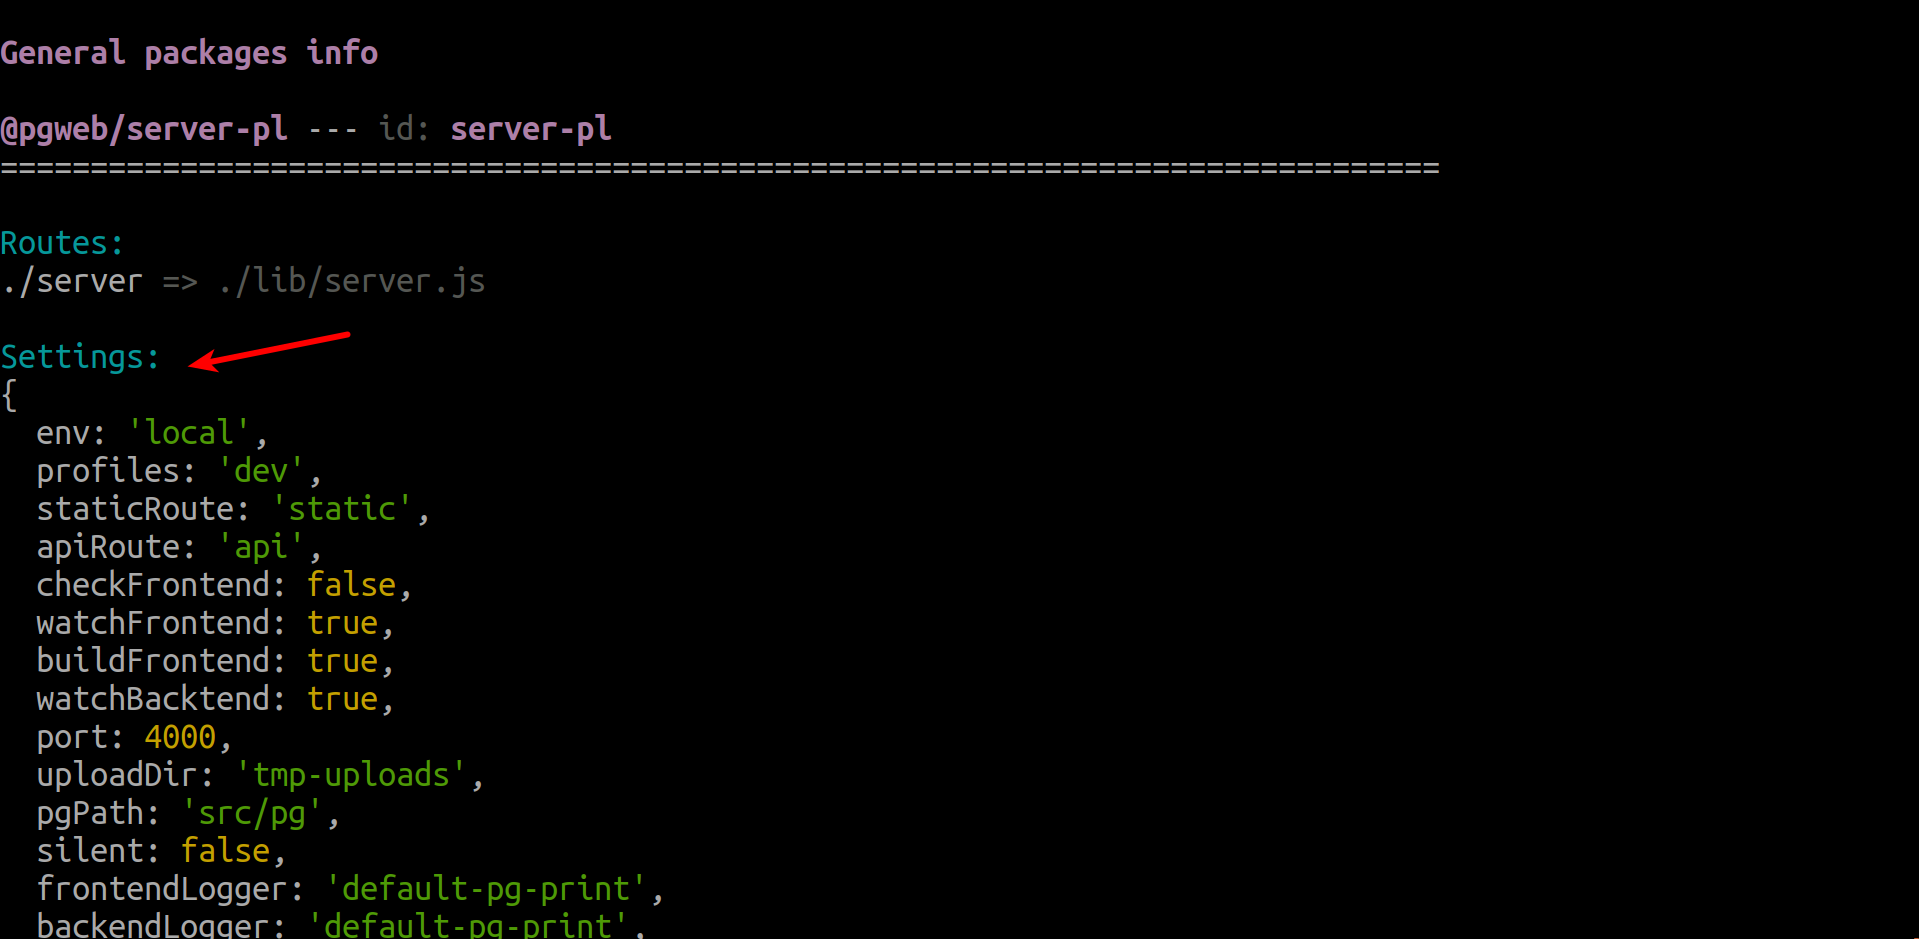 General packages info
@pgweb/server-pl --- id: server-pl
================================================================================
Routes:
./server => ./lib/server.js
Settings:
{
  env: 'local',
  profiles: 'dev',
  staticRoute: 'static',
  apiRoute: 'api',
  checkFrontend: false,
  watchFrontend: true,
  buildFrontend: true,
  watchBacktend: true,
  port: 4000,
  uploadDir: 'tmp-uploads',
  pgPath: 'src/pg',
  silent: false,
  frontendLogger: 'default-pg-print',
  backendLogger: 'default-pg-print',